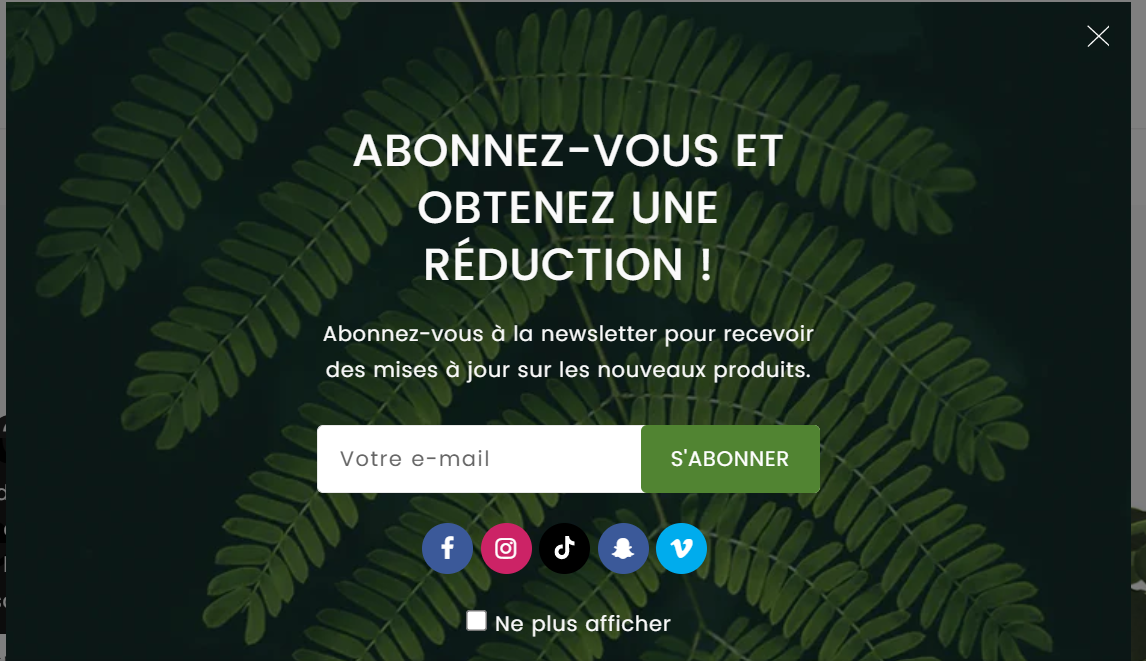 ABONNEZ-VOUS ET
OBTENEZ UNE
RÉDUCTION !
Abonnez-vous à la newsletter pour recevoir
des mises à jour sur les nouveaux produits.
Votre e-mail
S'ABONNER
Ne plus afficher